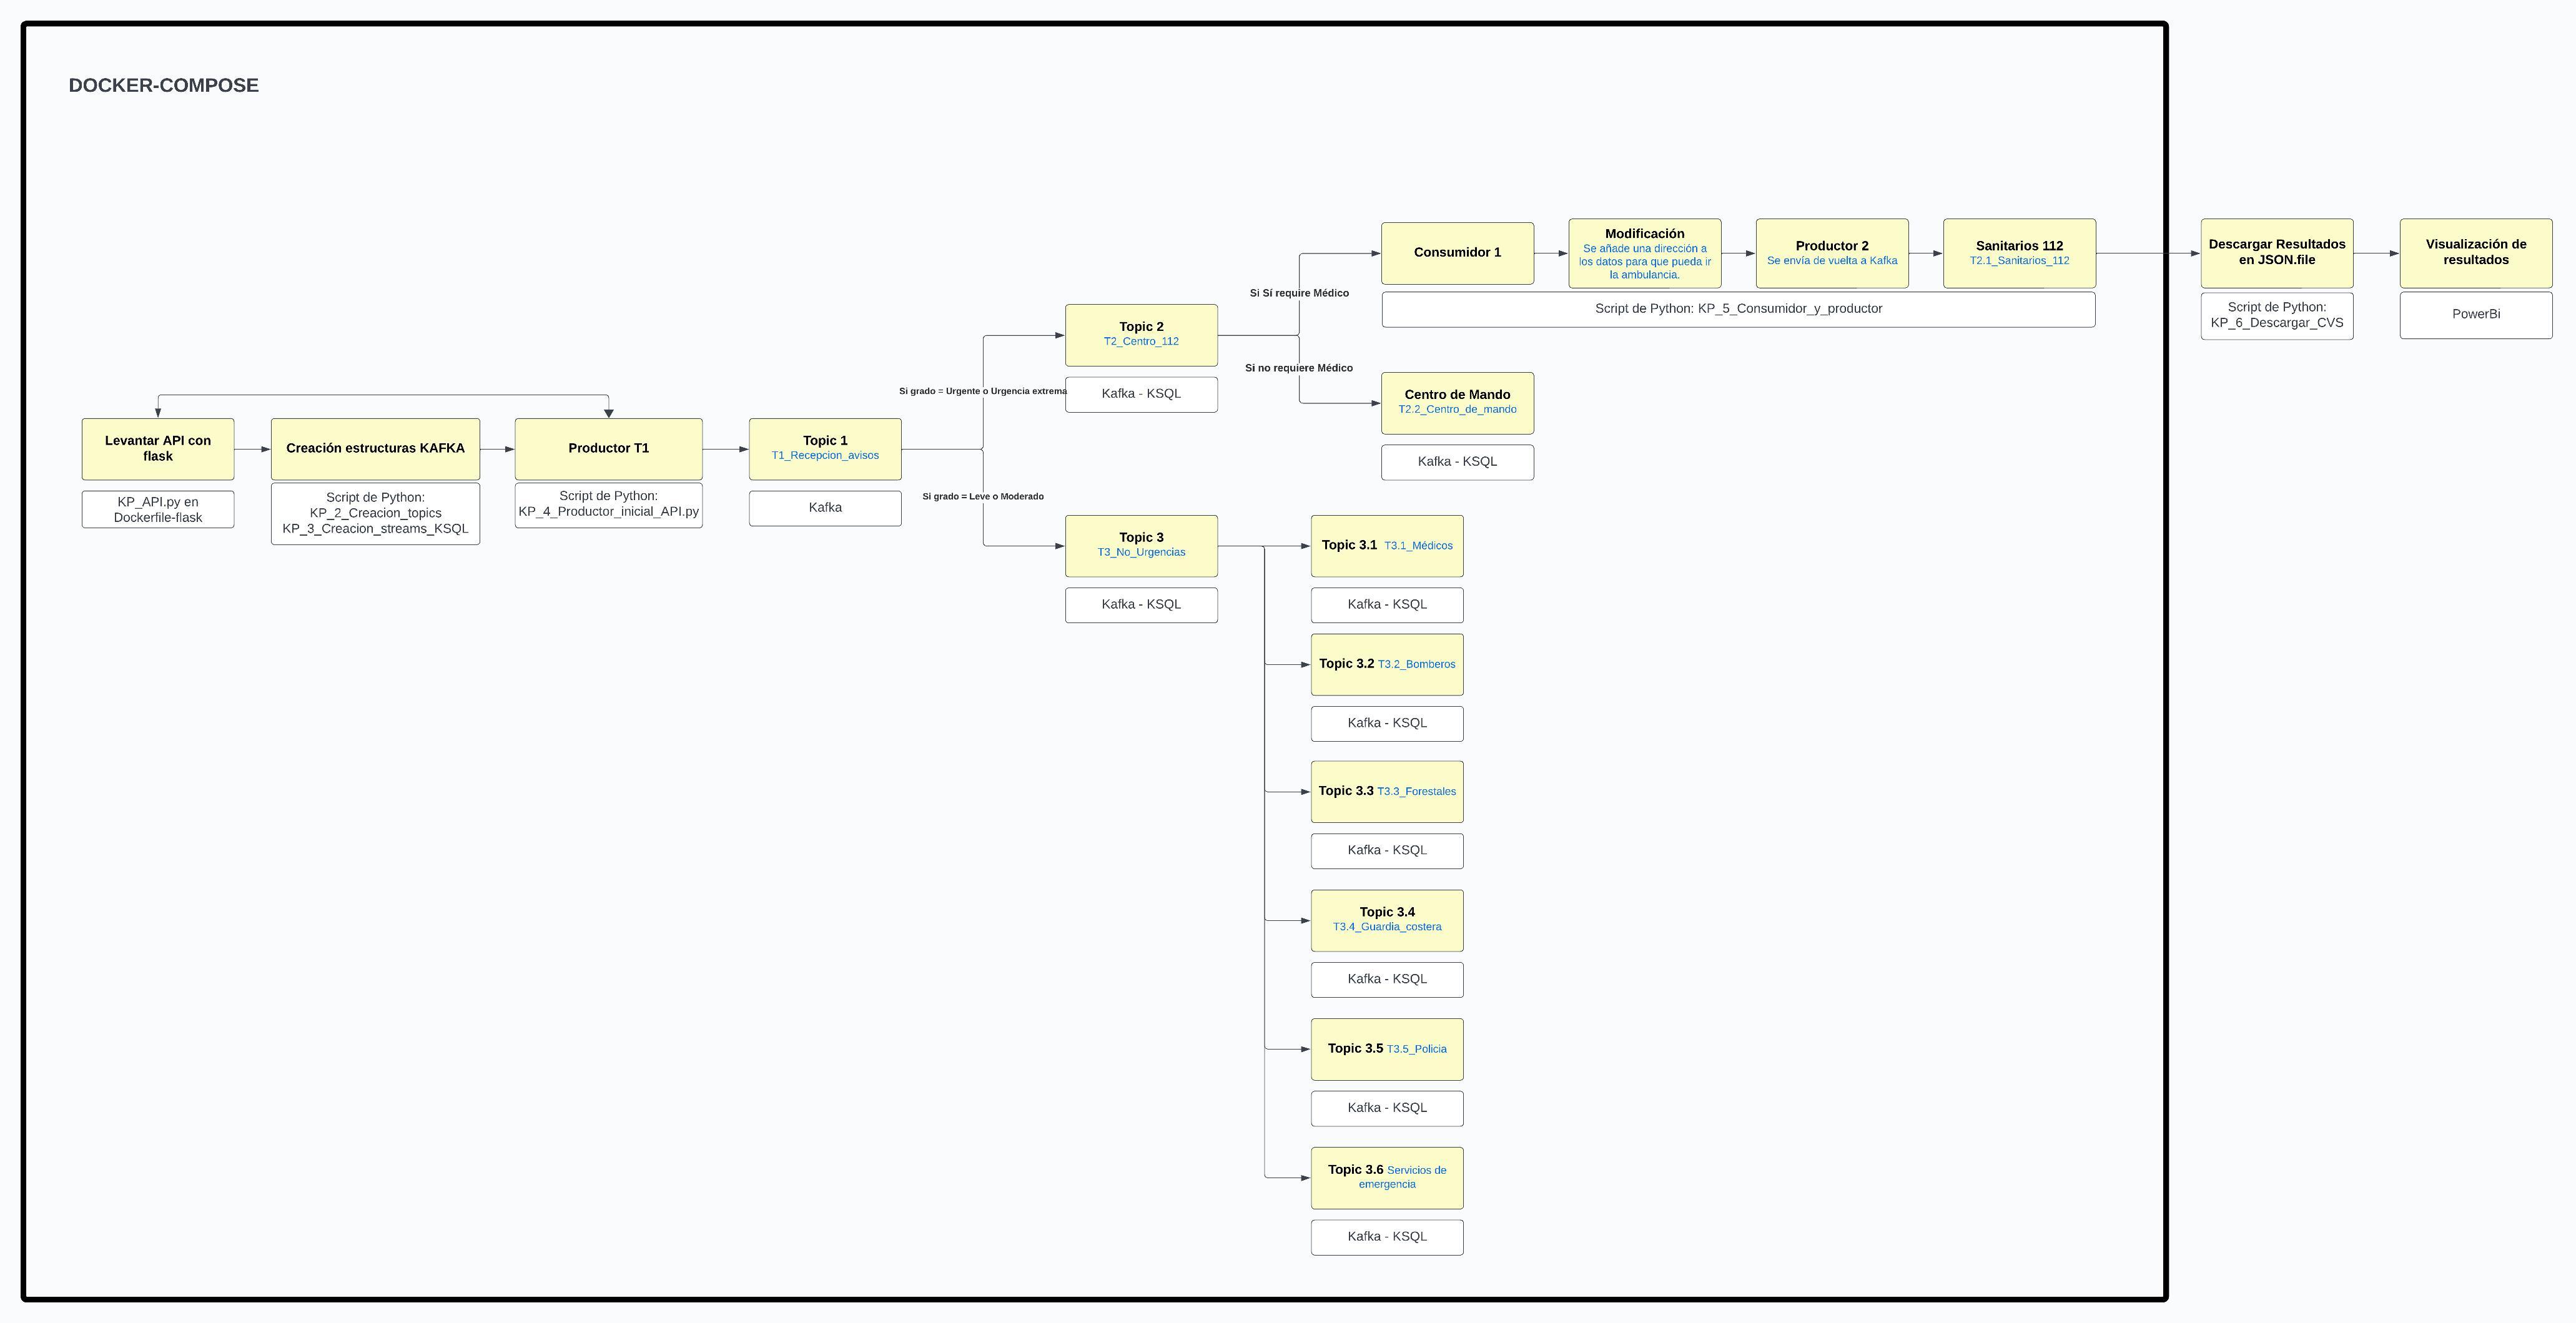 DOCKER-COMPOSE
Levantar API con
flask
KP_API.py en
Dockerfile-flask
Creación estructuras KAFKA
Script de Python:
KP_2_Creacion_topics
KP_3_Creacion_streams_KSQL
Productor T1
Script de Python:
KP_4_Productor_inicial_API.py
Topic 1
T1_Recepcion_avisos
Kafka
Si grado = Urgente o Urgencia extrema
Si grado = Leve o Moderado
Topic 2
T2_Centro_112
Kafka - KSQL
Si Sí require Médico
Si no requiere Médico
Consumidor 1
Modificación
Se añade una dirección a
los datos para que pueda ir
la ambulancia.
Productor 2
Se envía de vuelta a Kafka
Sanitarios 112
T2.1_Sanitarios_112
Script de Python: KP_5_Consumidor_y_productor
Descargar Resultados
en JSON.file
Script de Python:
KP_6_Descargar_CVS
Visualización de
resultados
PowerBi
Centro de Mando
T2.2_Centro_de_mando
Kafka - KSQL
Topic 3
T3_No_Urgencias
Kafka - KSQL
Topic 3.1 T3.1_Médicos
Kafka - KSQL
Topic 3.2 T3.2_Bomberos
Kafka - KSQL
Topic 3.3 T3.3_Forestales
Kafka - KSQL
Topic 3.4
T3.4_Guardia_costera
Kafka - KSQL
Topic 3.5 T3.5_Policia
Kafka - KSQL
Topic 3.6 Servicios de
emergencia
Kafka - KSQL